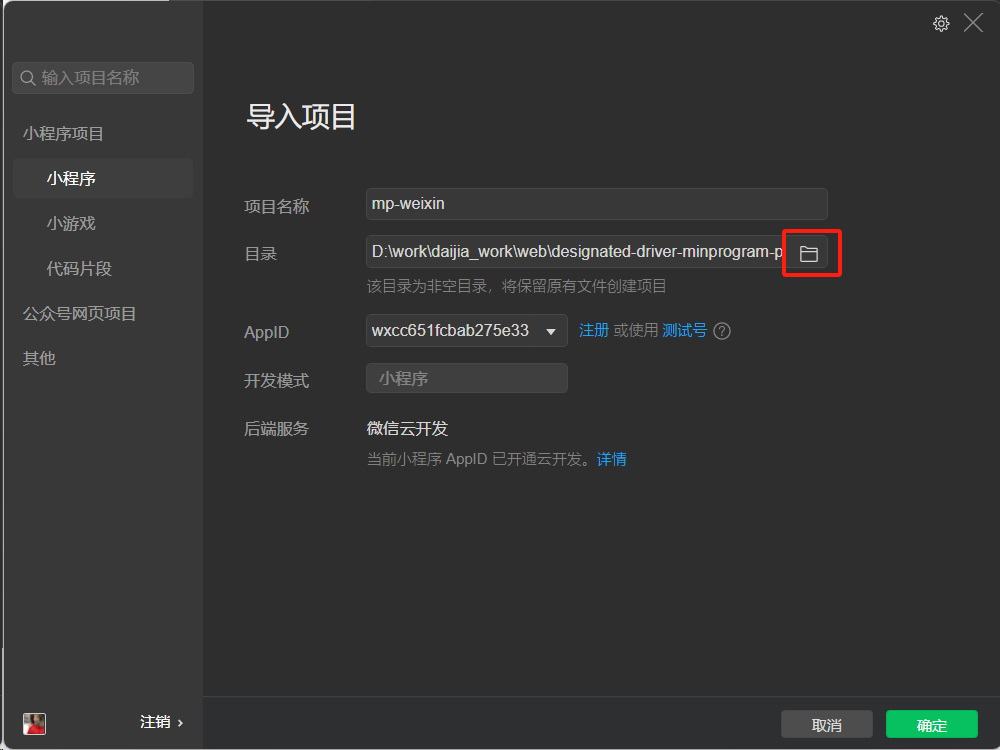 输入项目名称
小程序项目
小程序
小游戏
代码片段
公众号网页项目
其他
注销 ›
导入项目
项目名称
mp-weixin
目录
D:\work\daijia_work\web\designated-driver-minprogram-p
该目录为非空目录，将保留原有文件创建项目
AppID
wxcc651fcbab275e33
注册 或使用 测试号 ?
开发模式
小程序
后端服务
微信云开发
当前小程序 AppID 已开通云开发。详情
取消
确定